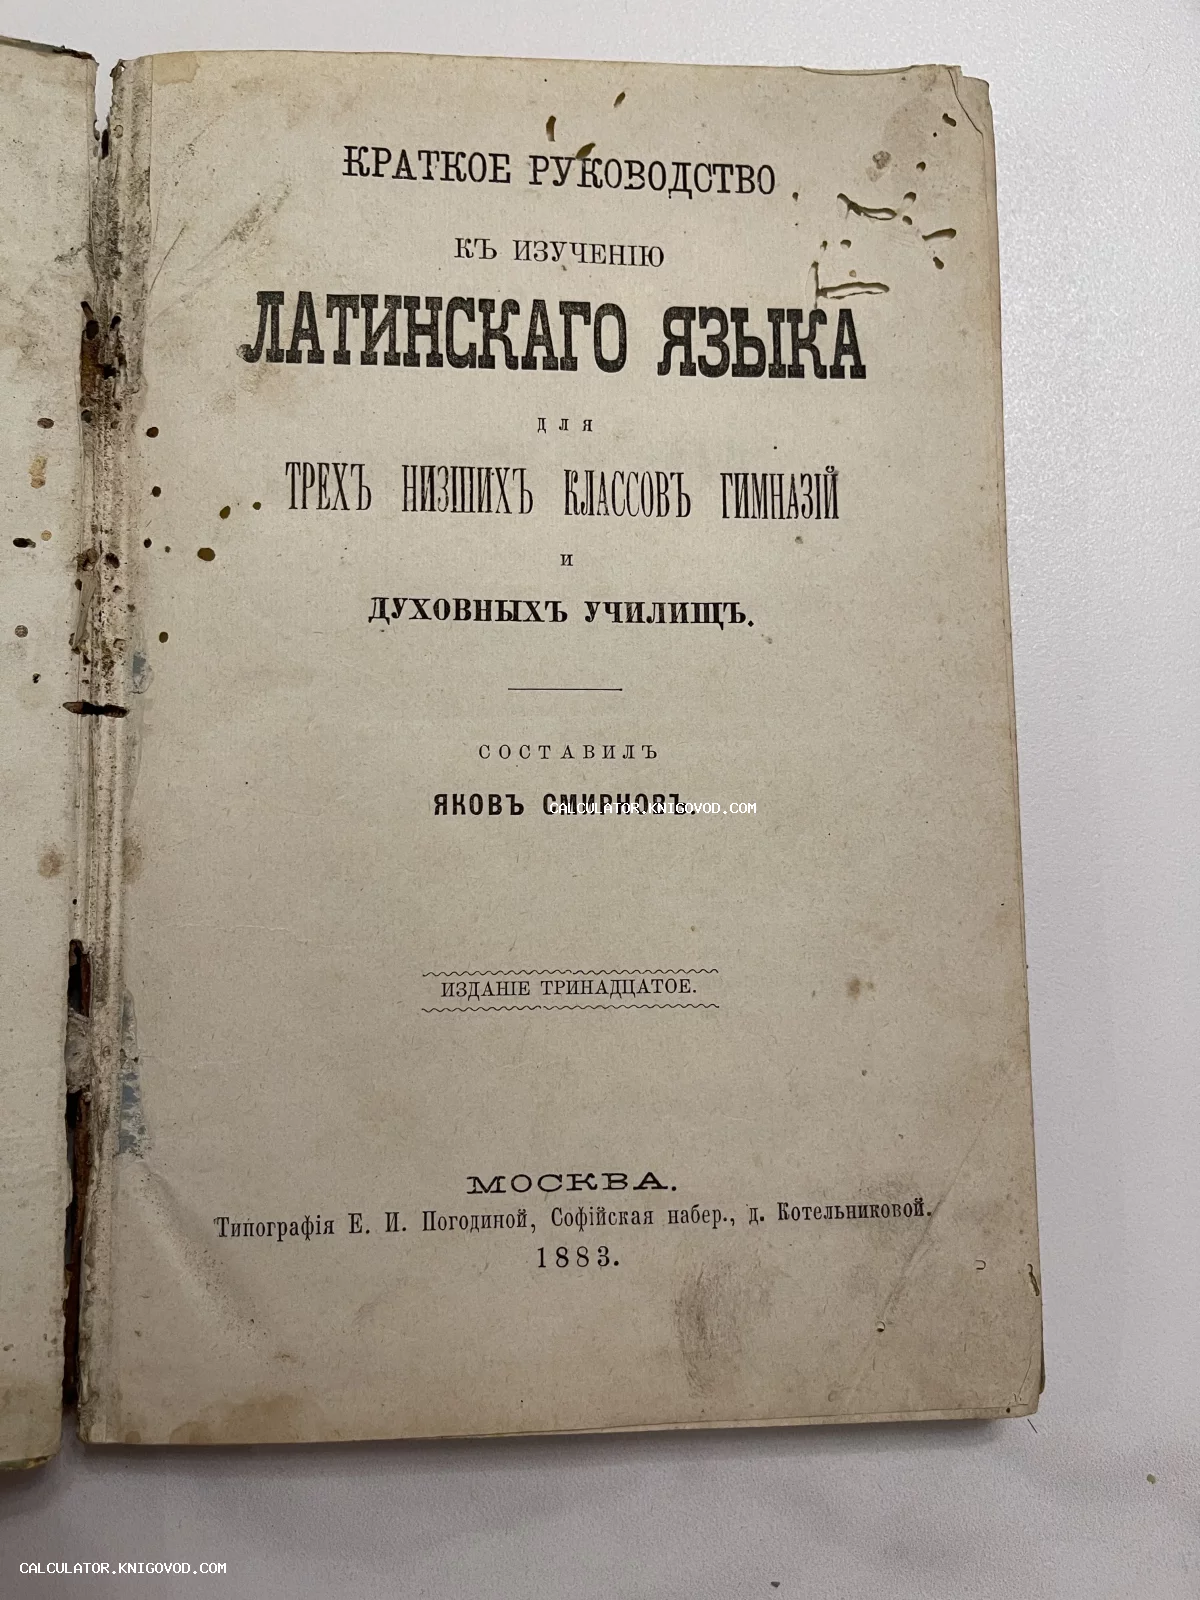 КРАТКОЕ РУКОВОДСТВО
КЪ ИЗУЧЕНІЮ
ЛАТИНСКАГО ЯЗЫКА
ДЛЯ
ТРЕХЪ НИЗШИХЪ КЛАССОВЪ ГИМНАЗІЙ
И
ДУХОВНЫХЪ УЧИЛИЩЪ.
СОСТАВИЛЪ
ЯКОВЪ СМИРНОВЪ.
CALCULATOR.KNIGOVOD.COM
ИЗДАНІЕ ТРИНАДЦАТОЕ.
МОСКВА.
Типографія Е. И. Погодиной, Софійская набер., д. Котельниковой.
1883.
CALCULATOR.KNIGOVOD.COM